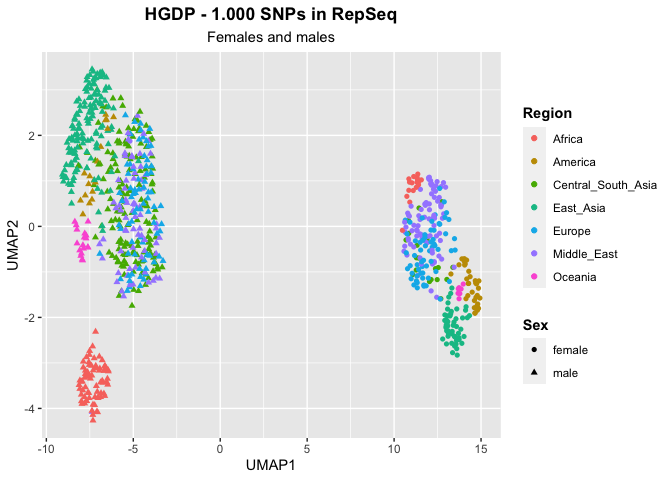 HGDP - 1.000 SNPs in RepSeq
Females and males
UMAP2
2
0
-2
-4
-10
-5
0
5
10
15
UMAP1
Region
Africa
America
Central_South_Asia
East_Asia
Europe
Middle_East
Oceania
Sex
female
male